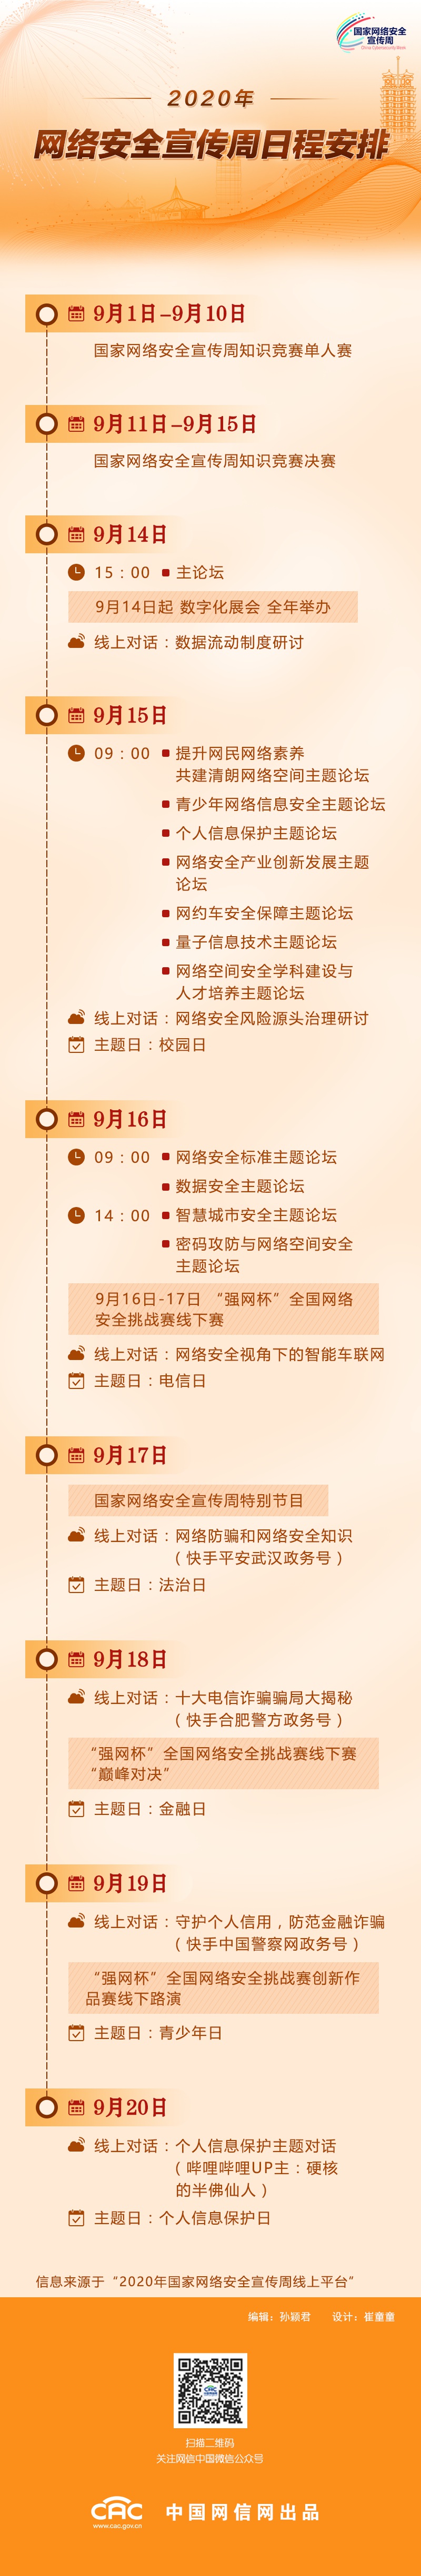 国家网络安全
宣传周
China Cybersecurity Week
2020年
网络安全宣传周日程安排
9月1日-9月10日
国家网络安全宣传周知识竞赛单人赛
9月11日-9月15日
国家网络安全宣传周知识竞赛决赛
9月14日
15：00 ■ 主论坛
9月14日起 数字化展会 全年举办
线上对话：数据流动制度研讨
9月15日
09：00 ■ 提升网民网络素养
共建清朗网络空间主题论坛
■ 青少年网络信息安全主题论坛
■ 个人信息保护主题论坛
■ 网络安全产业创新发展主题
论坛
■ 网约车安全保障主题论坛
■ 量子信息技术主题论坛
■ 网络空间安全学科建设与
人才培养主题论坛
线上对话：网络安全风险源头治理研讨
主题日：校园日
9月16日
09：00 ■ 网络安全标准主题论坛
■ 数据安全主题论坛
14：00 ■ 智慧城市安全主题论坛
■ 密码攻防与网络空间安全
主题论坛
9月16日-17日 “强网杯”全国网络
安全挑战赛线下赛
线上对话：网络安全视角下的智能车联网
主题日：电信日
9月17日
国家网络安全宣传周特别节目
线上对话：网络防骗和网络安全知识
（快手平安武汉政务号）
主题日：法治日
9月18日
线上对话：十大电信诈骗骗局大揭秘
（快手合肥警方政务号）
“强网杯”全国网络安全挑战赛线下赛
“巅峰对决”
主题日：金融日
9月19日
线上对话：守护个人信用，防范金融诈骗
（快手中国警察网政务号）
“强网杯”全国网络安全挑战赛创新作
品赛线下路演
主题日：青少年日
9月20日
线上对话：个人信息保护主题对话
（哔哩哔哩UP主：硬核
的半佛仙人）
主题日：个人信息保护日
信息来源于“2020年国家网络安全宣传周线上平台”
编辑：孙颖君 设计：崔童童
扫描二维码
关注网信中国微信公众号
CAC 中国网信网出品
www.cac.gov.cn